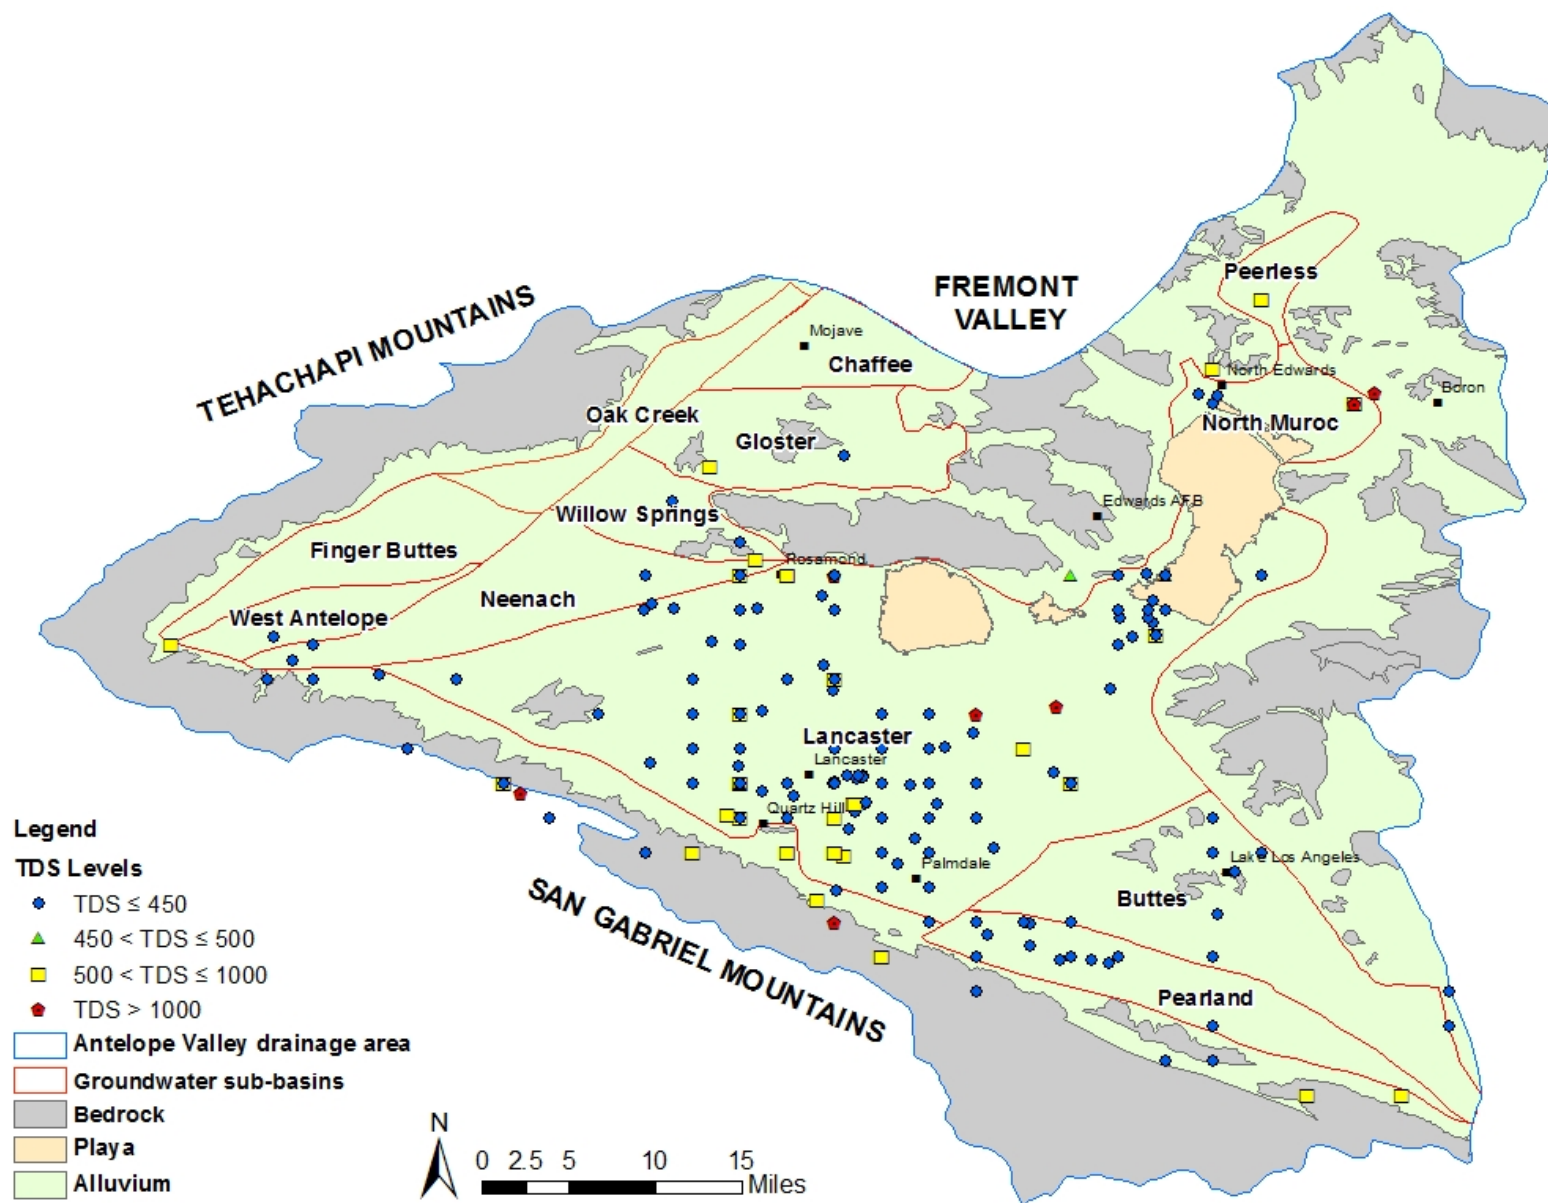 TEHACHAPI MOUNTAINS
FREMONT
VALLEY
Peerless
Mojave
Chaffee
North Edwards
Boron
Oak Creek
North Muroc
Gloster
Edwards AFB
Willow Springs
Finger Buttes
Rosamond
Neenach
West Antelope
Lancaster
Lancaster
Quartz Hill
Palmdale
Lake Los Angeles
Buttes
SAN GABRIEL MOUNTAINS
Pearland
Legend
TDS Levels
TDS ≤ 450
450 < TDS ≤ 500
500 < TDS ≤ 1000
TDS > 1000
Antelope Valley drainage area
Groundwater sub-basins
Bedrock
Playa
Alluvium
N
0 2.5 5 10 15
Miles